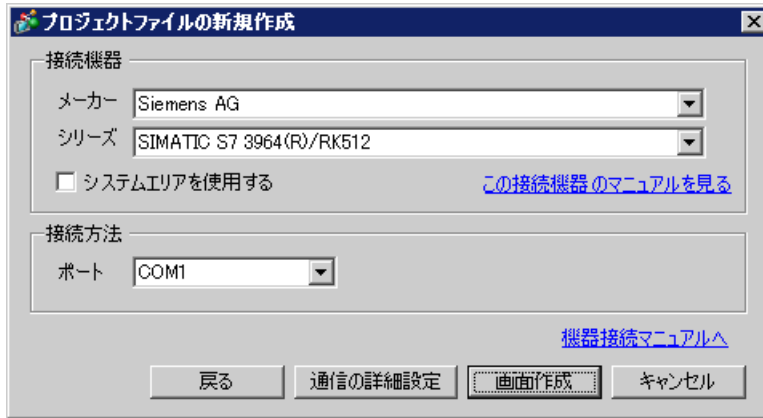 プロジェクトファイルの新規作成
接続機器
メーカー Siemens AG
シリーズ SIMATIC S7 3964(R)/RK512
システムエリアを使用する この接続機器のマニュアルを見る
接続方法
ポート COM1
機器接続マニュアルへ
戻る 通信の詳細設定 画面作成 キャンセル